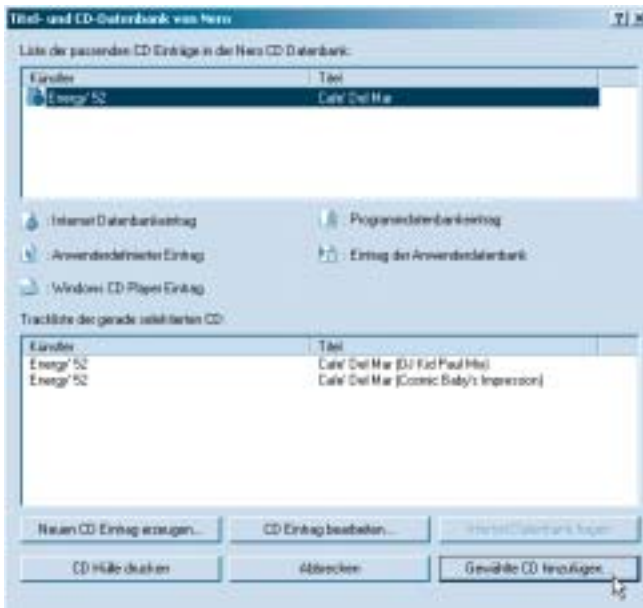 Titel- und CD-Datenbank von Nero
Liste der passenden CD Einträge in der Nero CD Datenbank:
Künstler Titel
Energy' 52 Cafe' Del Mar
: Internet Datenbankeintrag : Programmdatenbankeintrag
: Anwenderdefinierter Eintrag : Eintrag der Anwenderdatenbank
: Windows CD Player Eintrag
Trackliste der gerade selektierten CD:
Künstler Titel
Energy' 52 Cafe' Del Mar (DJ Kid Paul Mix)
Energy' 52 Cafe' Del Mar (Cosmic Baby's Impression)
Neuen CD Eintrag erzeugen... CD Eintrag bearbeiten... Internet Datenbank fragen
CD Hülle drucken Abbrechen Gewählte CD hinzufügen...